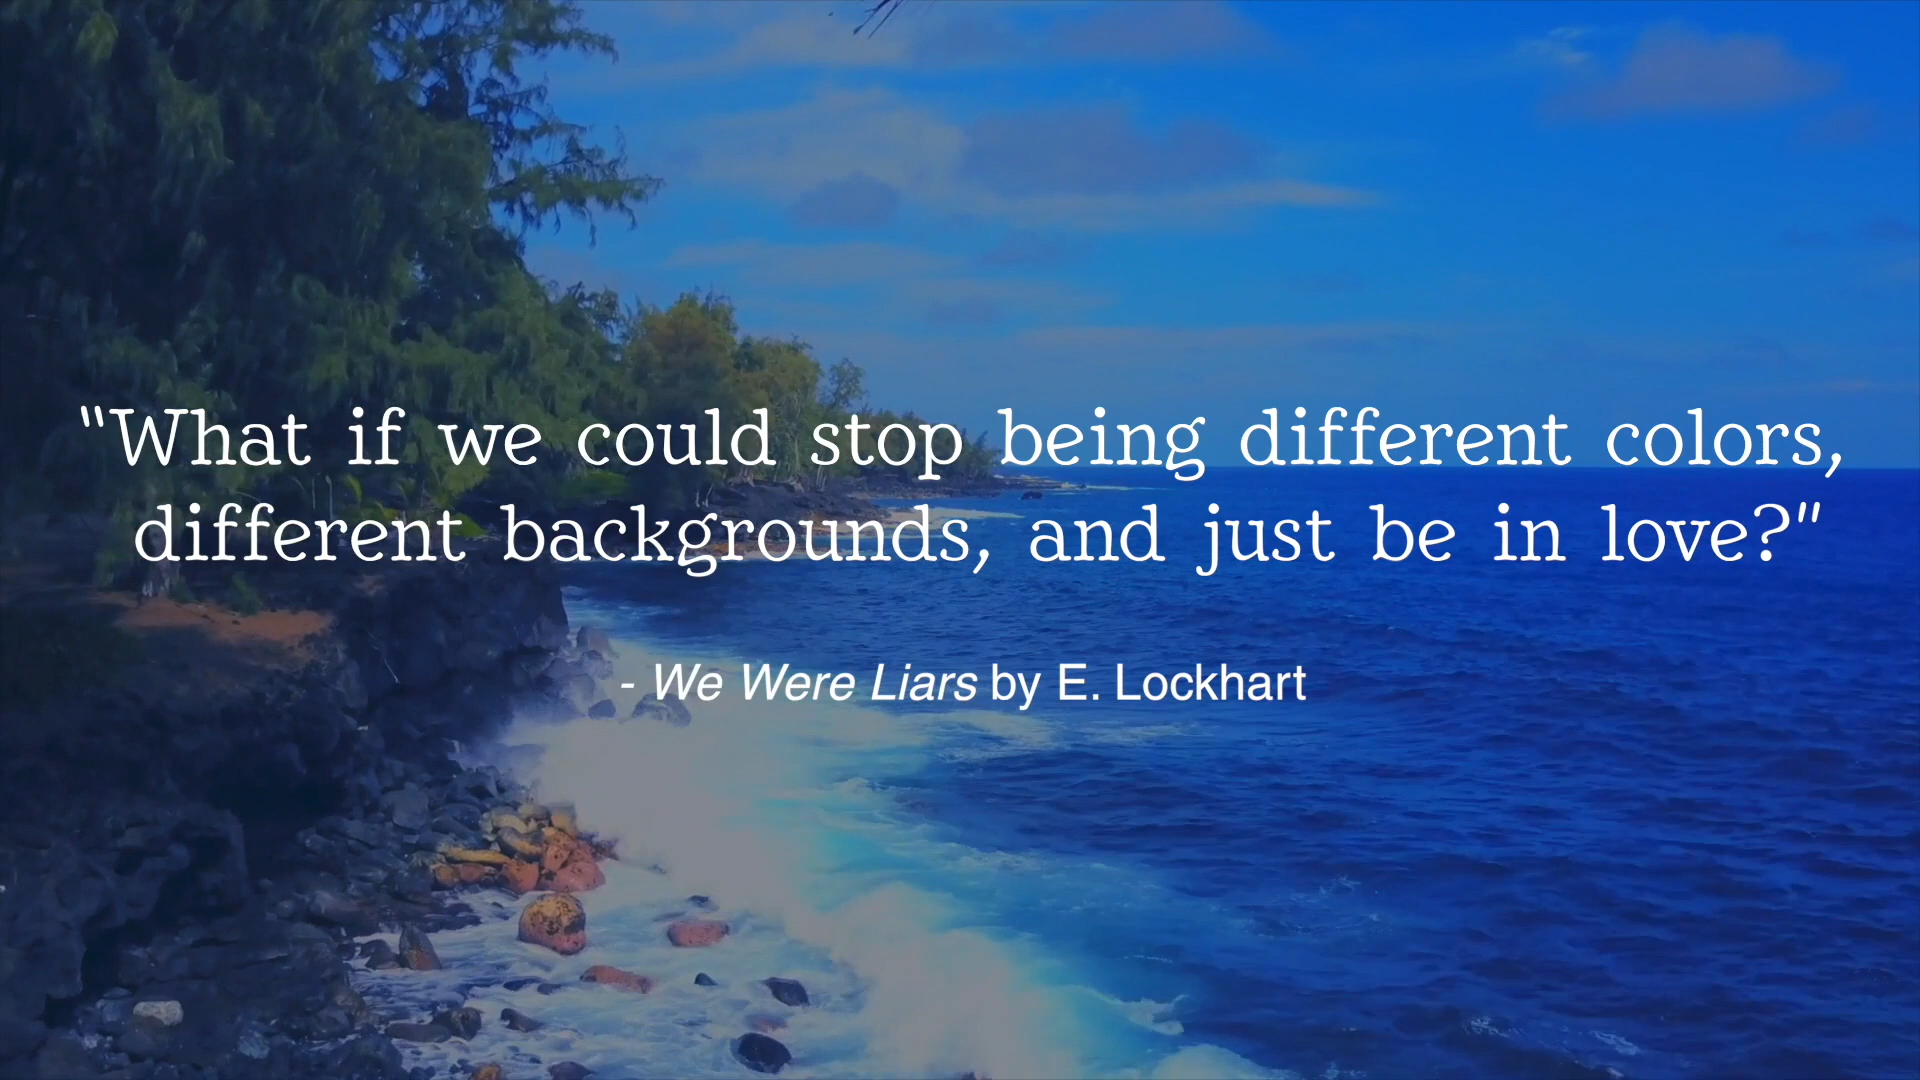 "What if we could stop being different colors,
different backgrounds, and just be in love?"
- We Were Liars by E. Lockhart